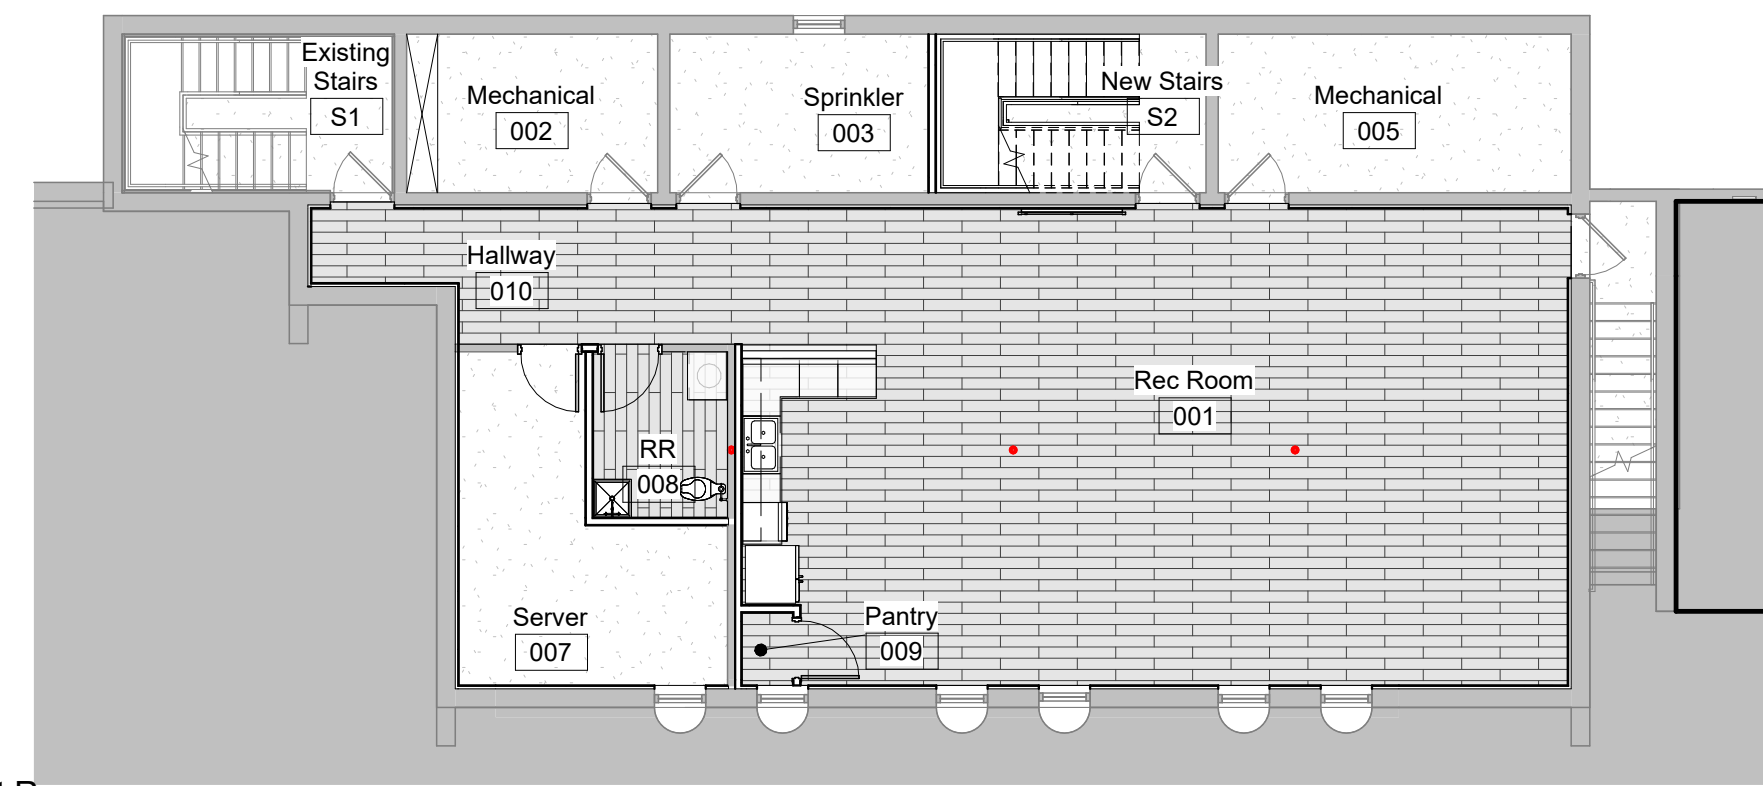 Existing
Stairs
S1
Mechanical
002
Sprinkler
003
New Stairs
S2
Mechanical
005
Hallway
010
Rec Room
001
RR
008
Server
007
Pantry
009